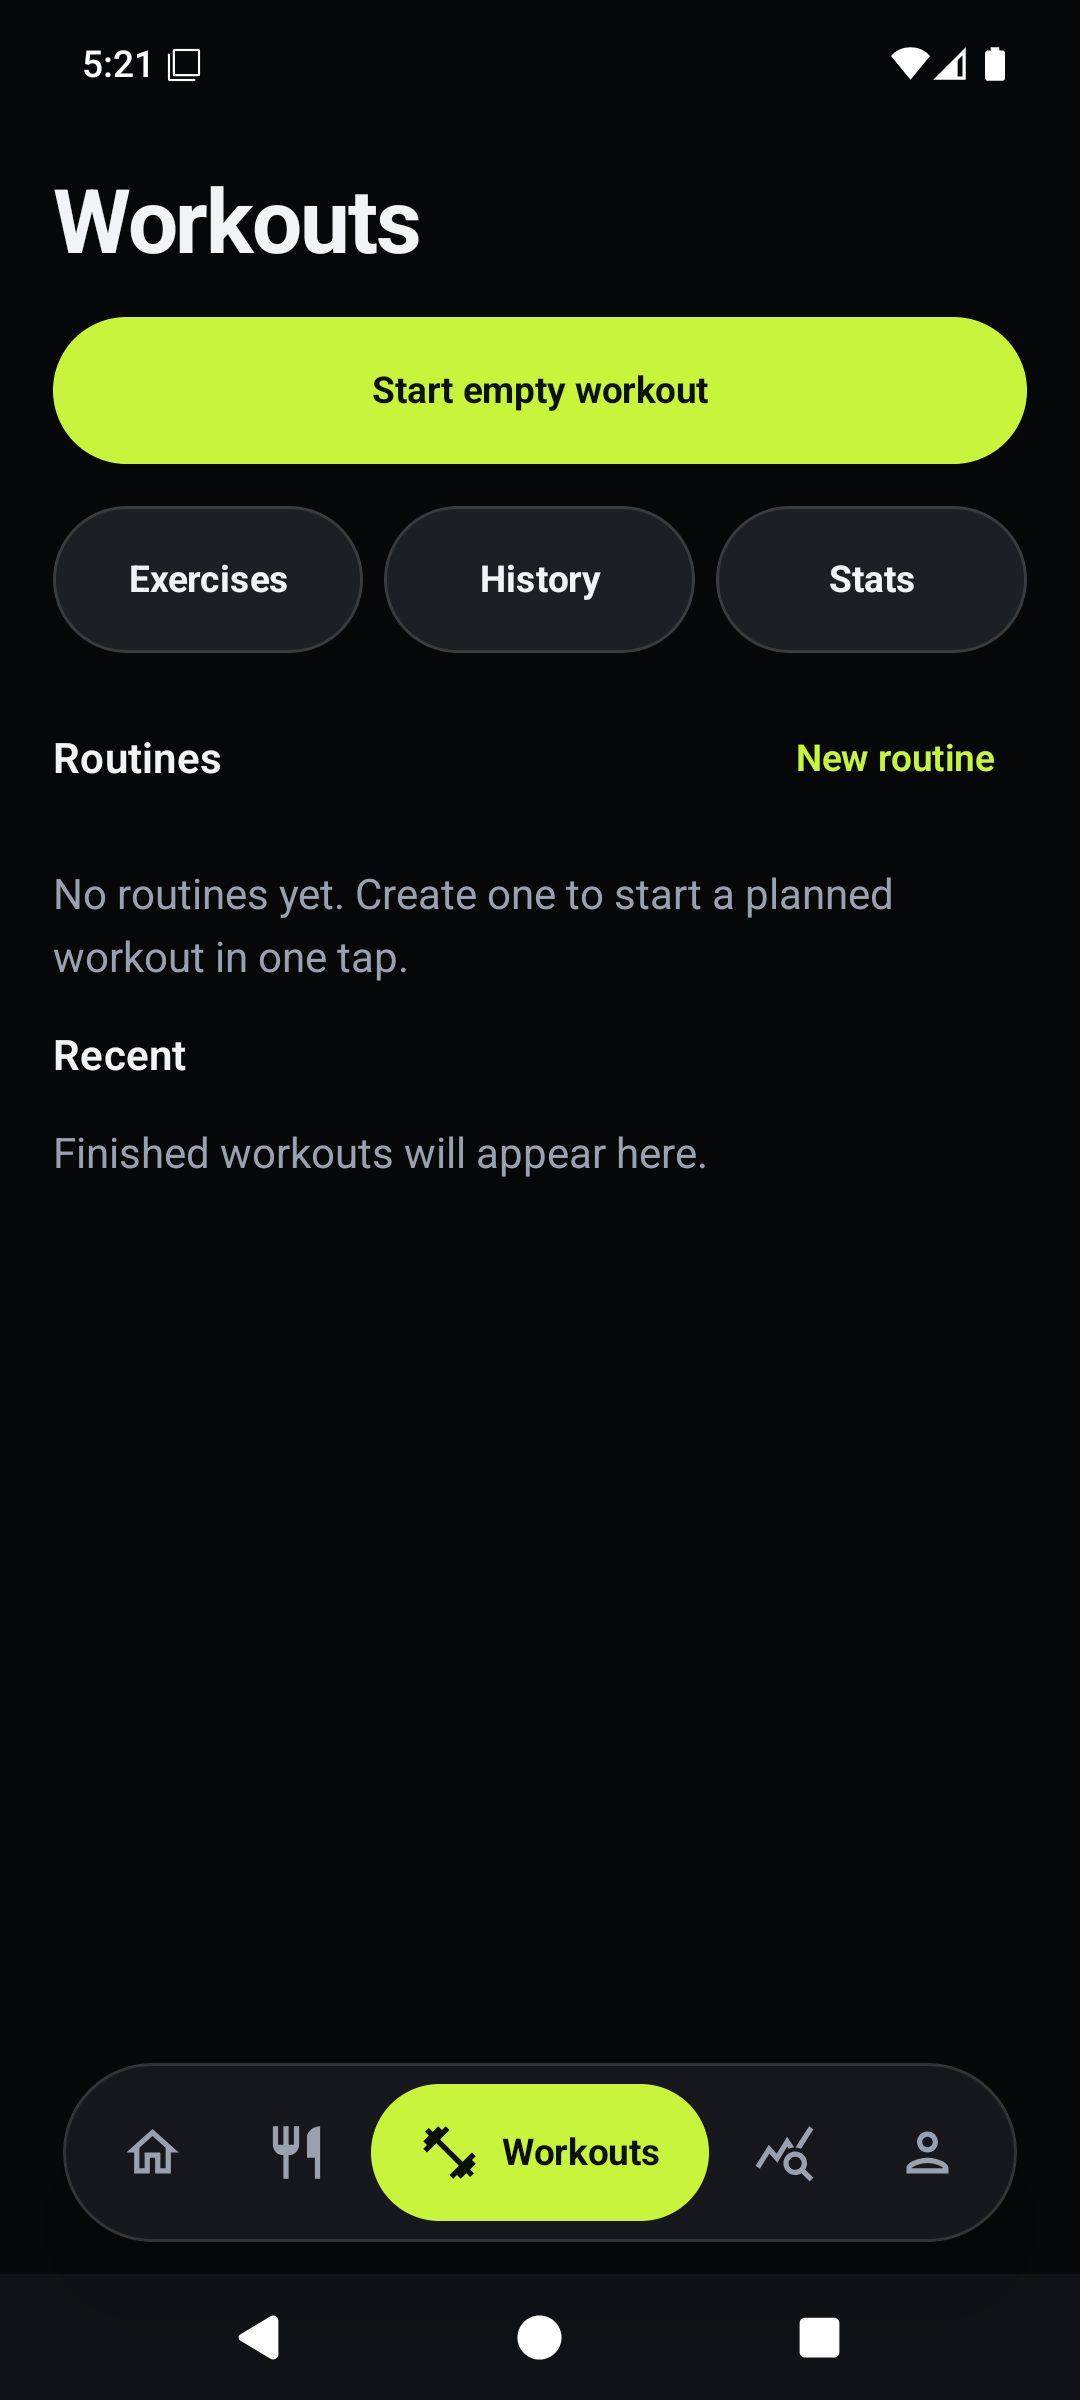 5:21
Workouts
Start empty workout
Exercises
History
Stats
Routines
New routine
No routines yet. Create one to start a planned
workout in one tap.
Recent
Finished workouts will appear here.
Workouts